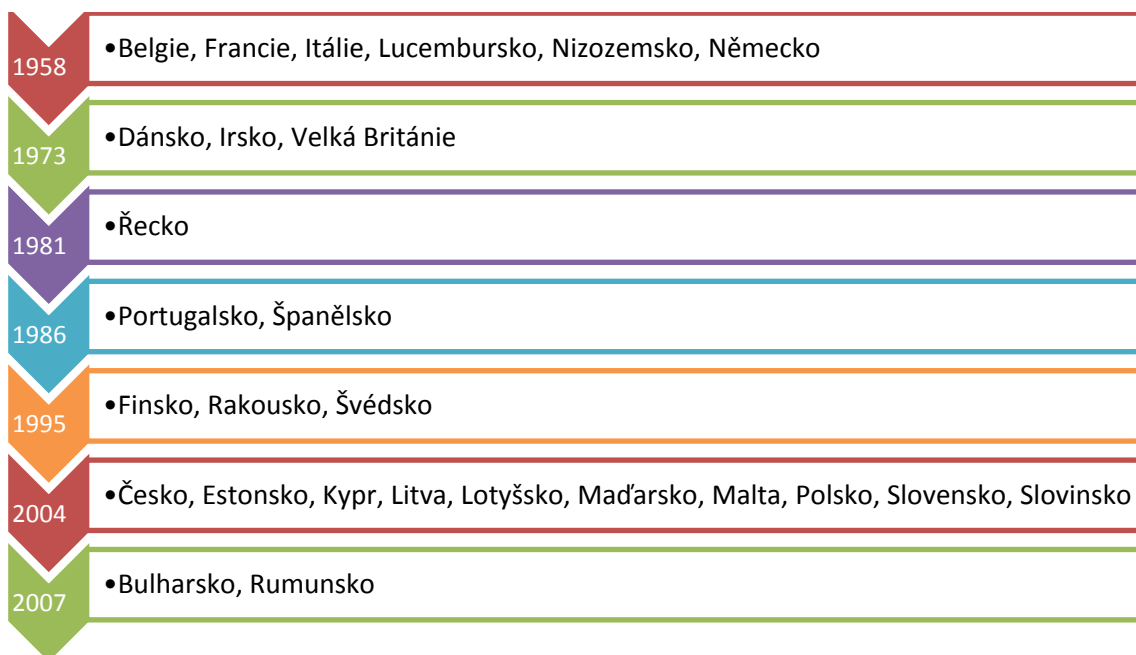 1958
•Belgie, Francie, Itálie, Lucembursko, Nizozemsko, Německo
1973
•Dánsko, Irsko, Velká Británie
1981
•Řecko
1986
•Portugalsko, Španělsko
1995
•Finsko, Rakousko, Švédsko
2004
•Česko, Estonsko, Kypr, Litva, Lotyšsko, Maďarsko, Malta, Polsko, Slovensko, Slovinsko
2007
•Bulharsko, Rumunsko